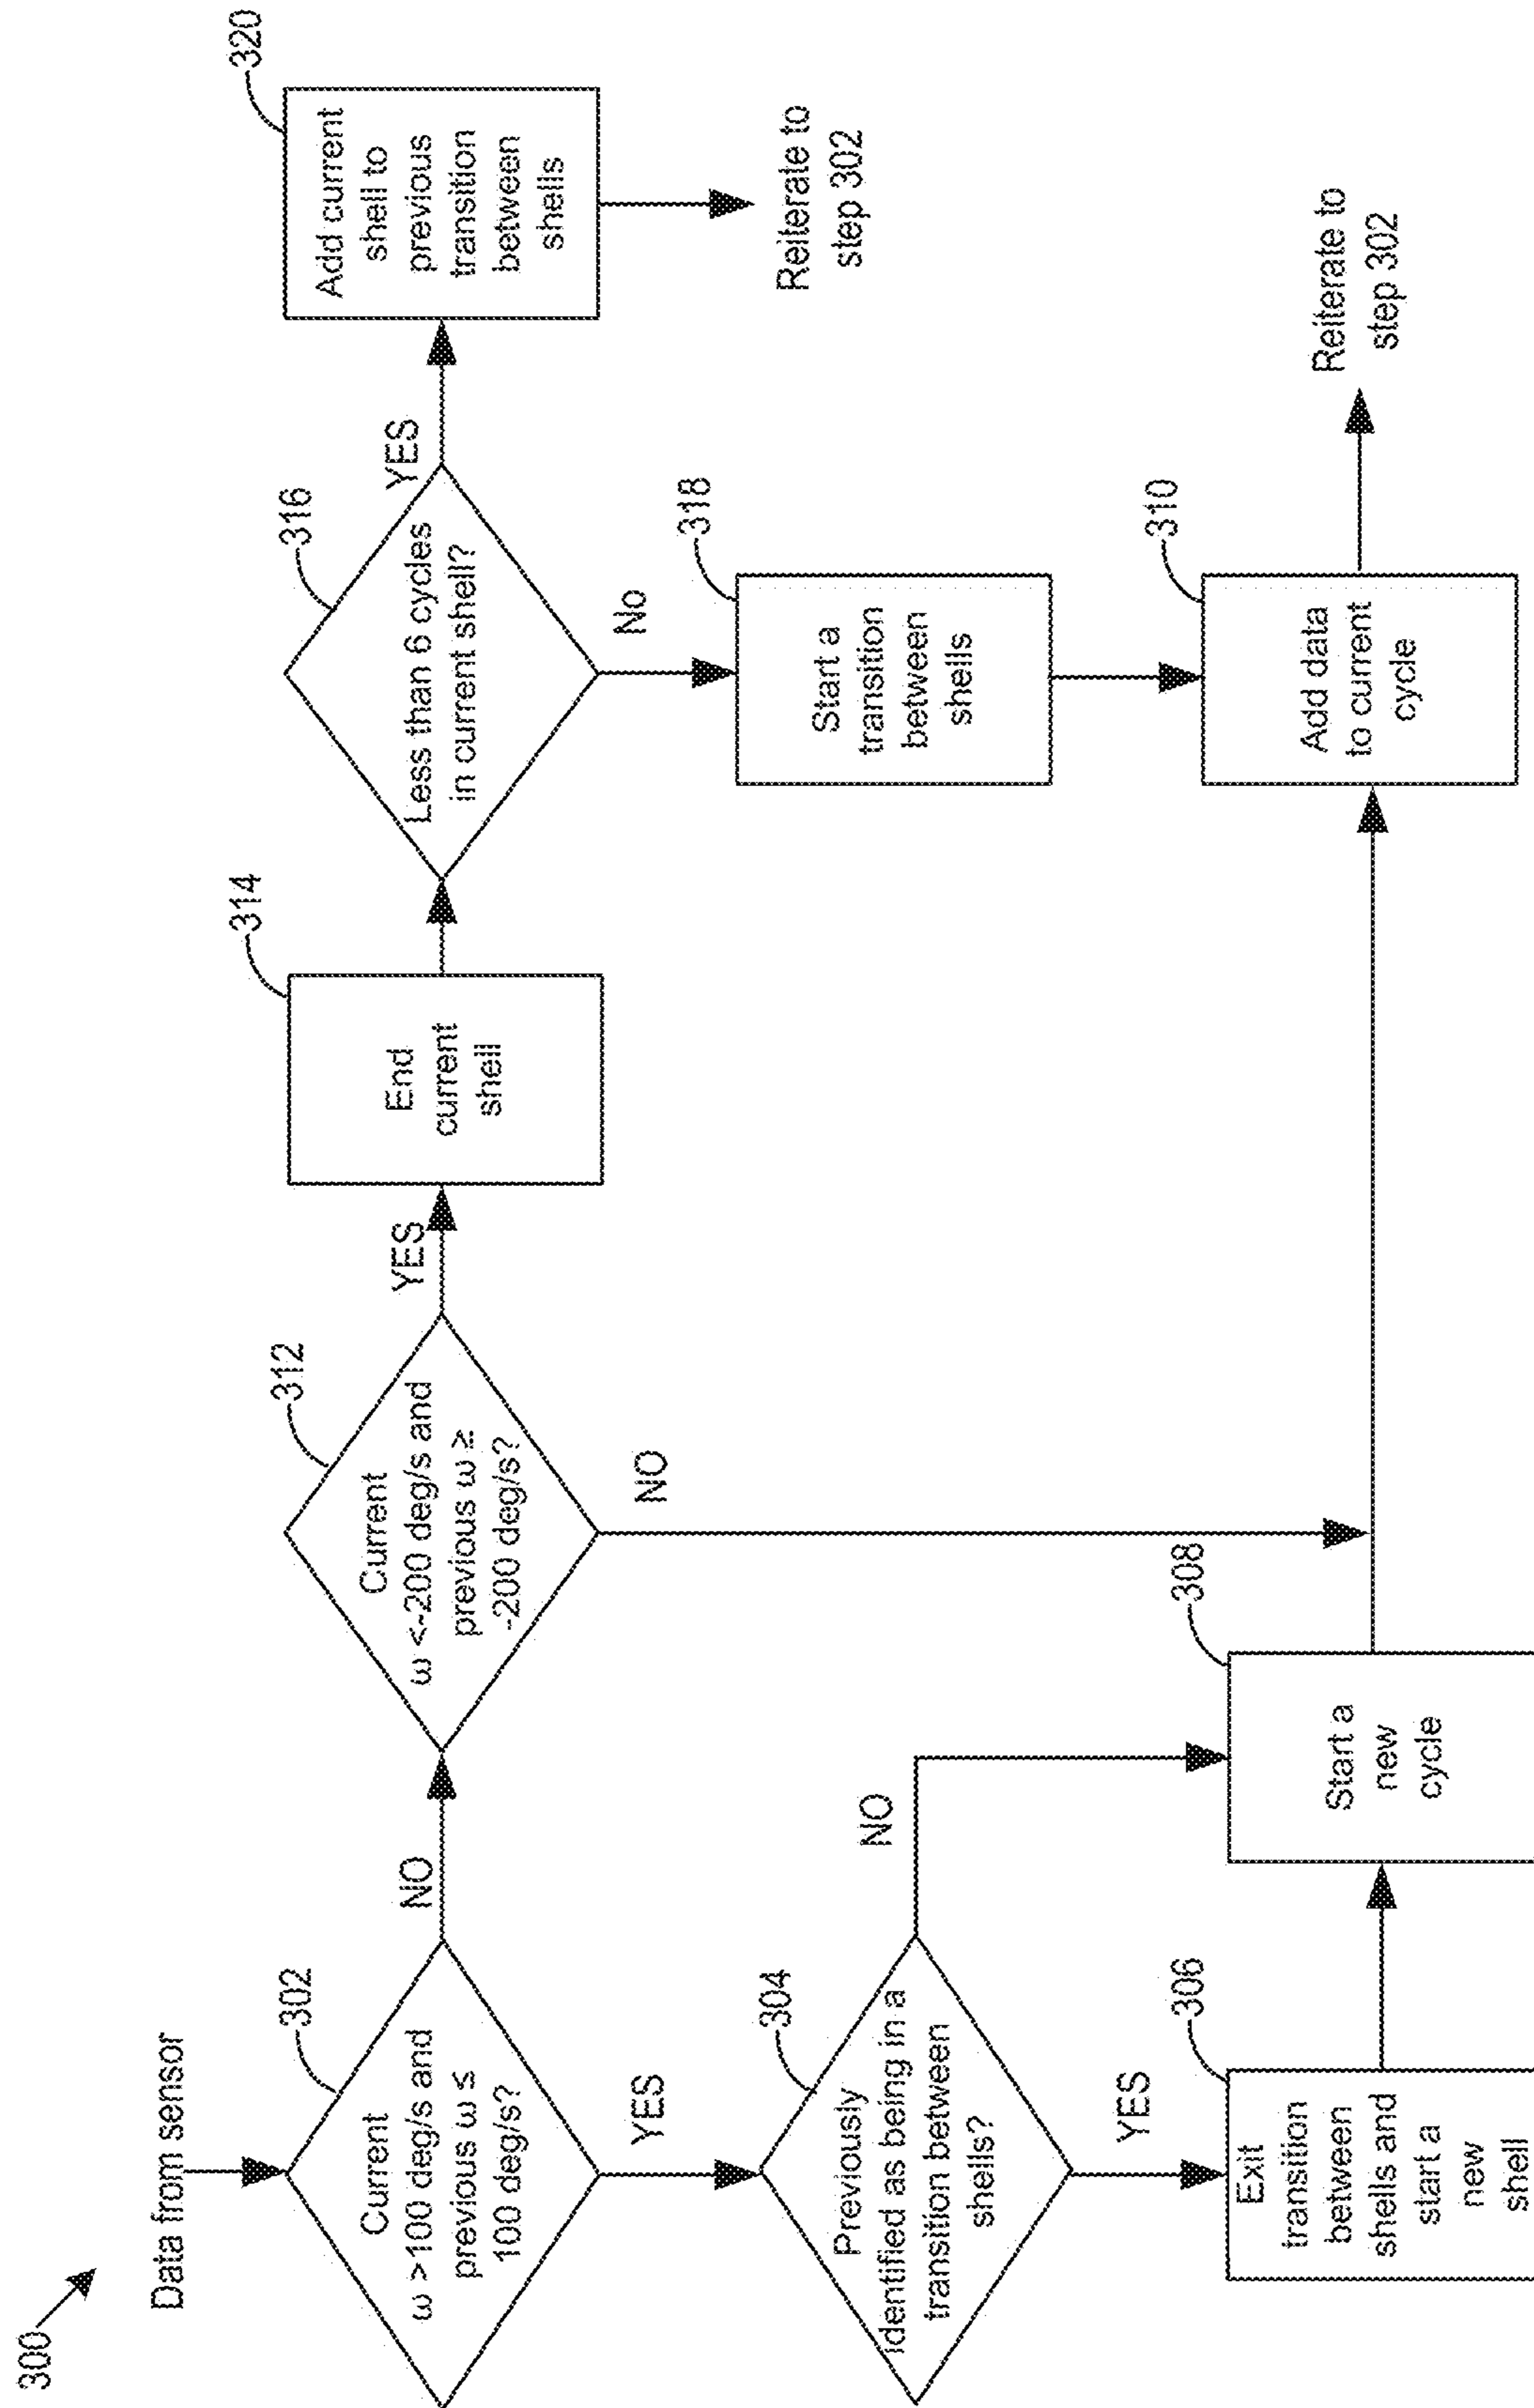 300
Data from sensor
302
Current
ω >100 deg/s and
previous ω ≤
100 deg/s?
NO
YES
304
Previously
identified as being in a
transition between
shells?
NO
YES
306
Exit
transition
between
shells and
start a
new
shell
308
Start a
new
cycle
312
Current
ω <-200 deg/s and
previous ω ≥
-200 deg/s?
YES
NO
314
End
current
shell
316
Less than 6 cycles
in current shell?
YES
No
318
Start a
transition
between
shells
310
Add data
to current
cycle
Reiterate to
step 302
320
Add current
shell to
previous
transition
between
shells
Reiterate to
step 302